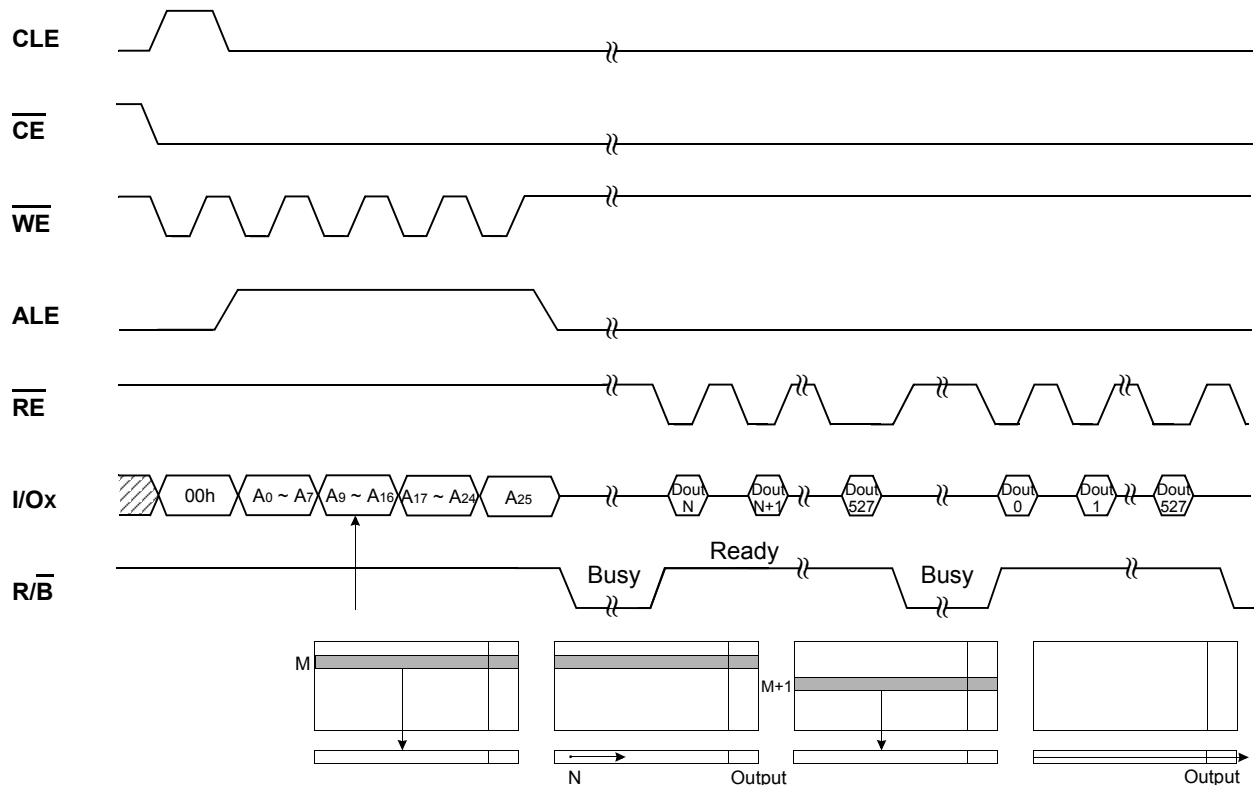 CLE
CE
WE
ALE
RE
I/Ox
00h
A0 ~ A7
A9 ~ A16
A17 ~ A24
A25
Dout
N
Dout
N+1
Dout
527
Dout
0
Dout
1
Dout
527
R/B
Busy
Ready
Busy
M
M+1
N
Output
Output